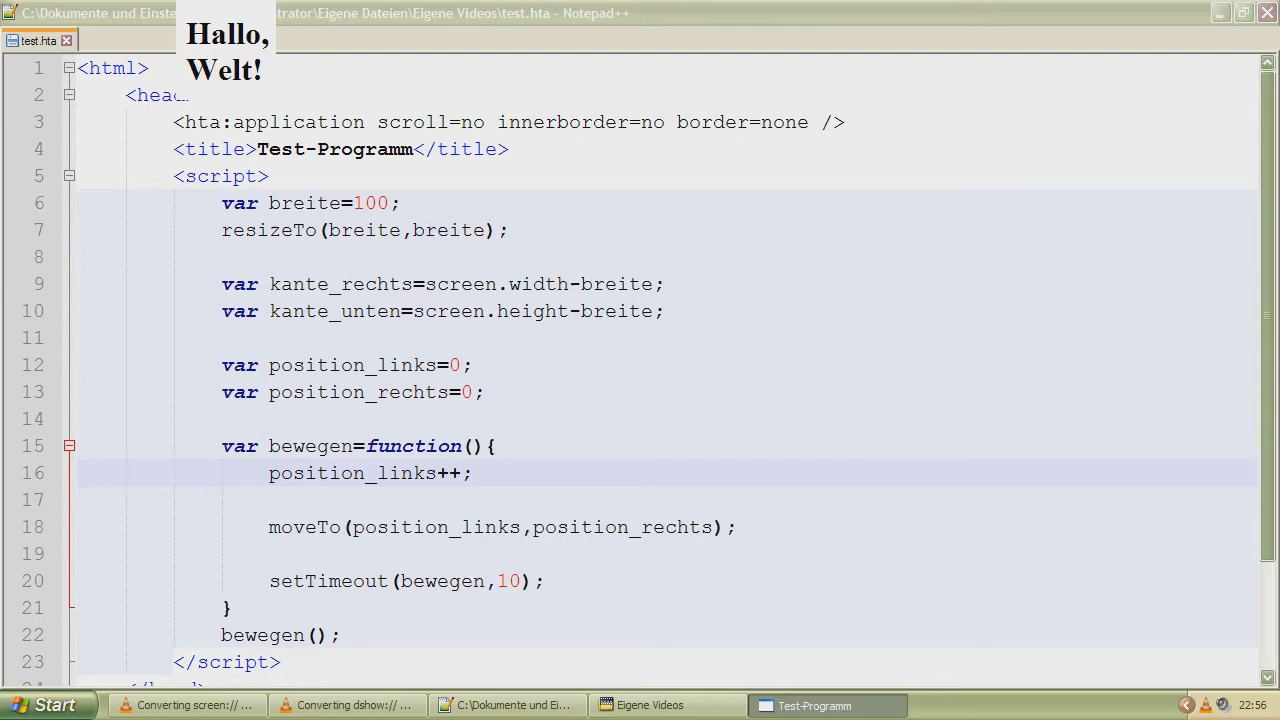 C:\Dokumente und Einste
trator\Eigene Dateien\Eigene Videos\test.hta - Notepad++
Hallo,
Welt!
test.hta
1 <html>
2 <head
3 <hta:application scroll=no innerborder=no border=none />
4 <title>Test-Programm</title>
5 <script>
6 var breite=100;
7 resizeTo(breite,breite);
8
9 var kante_rechts=screen.width-breite;
10 var kante_unten=screen.height-breite;
11
12 var position_links=0;
13 var position_rechts=0;
14
15 var bewegen=function(){
16 position_links++;
17
18 moveTo(position_links,position_rechts);
19
20 setTimeout(bewegen,10);
21 }
22 bewegen();
23 </script>
Start
Converting screen:// ...
Converting dshow:// ...
C:\Dokumente und Ei...
Eigene Videos
Test-Programm
22:56